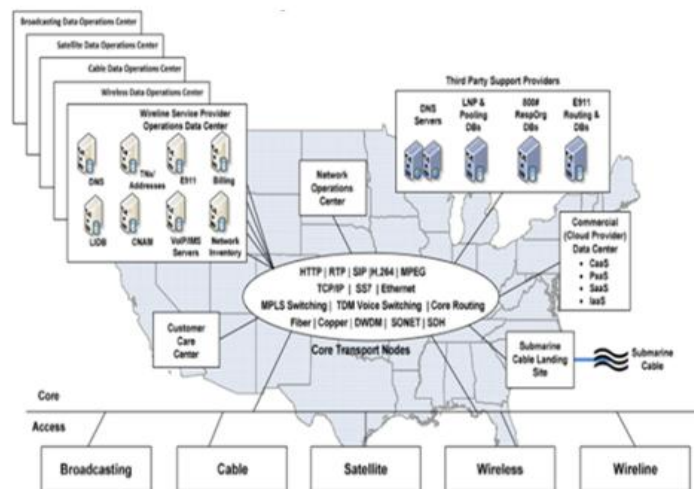 Broadcasting Data Operations Center
Satellite Data Operations Center
Cable Data Operations Center
Wireless Data Operations Center
Wireline Service Provider
Operations Data Center
DNS
TNs/
Addresses
E911
Billing
LIDB
CNAM
VoIP/IMS
Servers
Network
Inventory
Network
Operations
Center
Third Party Support Providers
DNS
Servers
LNP &
Pooling
DBs
800#
RespOrg
DBs
E911
Routing &
DBs
Commercial
(Cloud Provider)
Data Center
• CaaS
• PaaS
• SaaS
• IaaS
HTTP | RTP | SIP |H.264 | MPEG
TCP/IP | SS7 | Ethernet
MPLS Switching | TDM Voice Switching | Core Routing
Fiber | Copper | DWDM | SONET | SDH
Core Transport Nodes
Customer
Care
Center
Submarine
Cable Landing
Site
Submarine
Cable
Core
Access
Broadcasting
Cable
Satellite
Wireless
Wireline